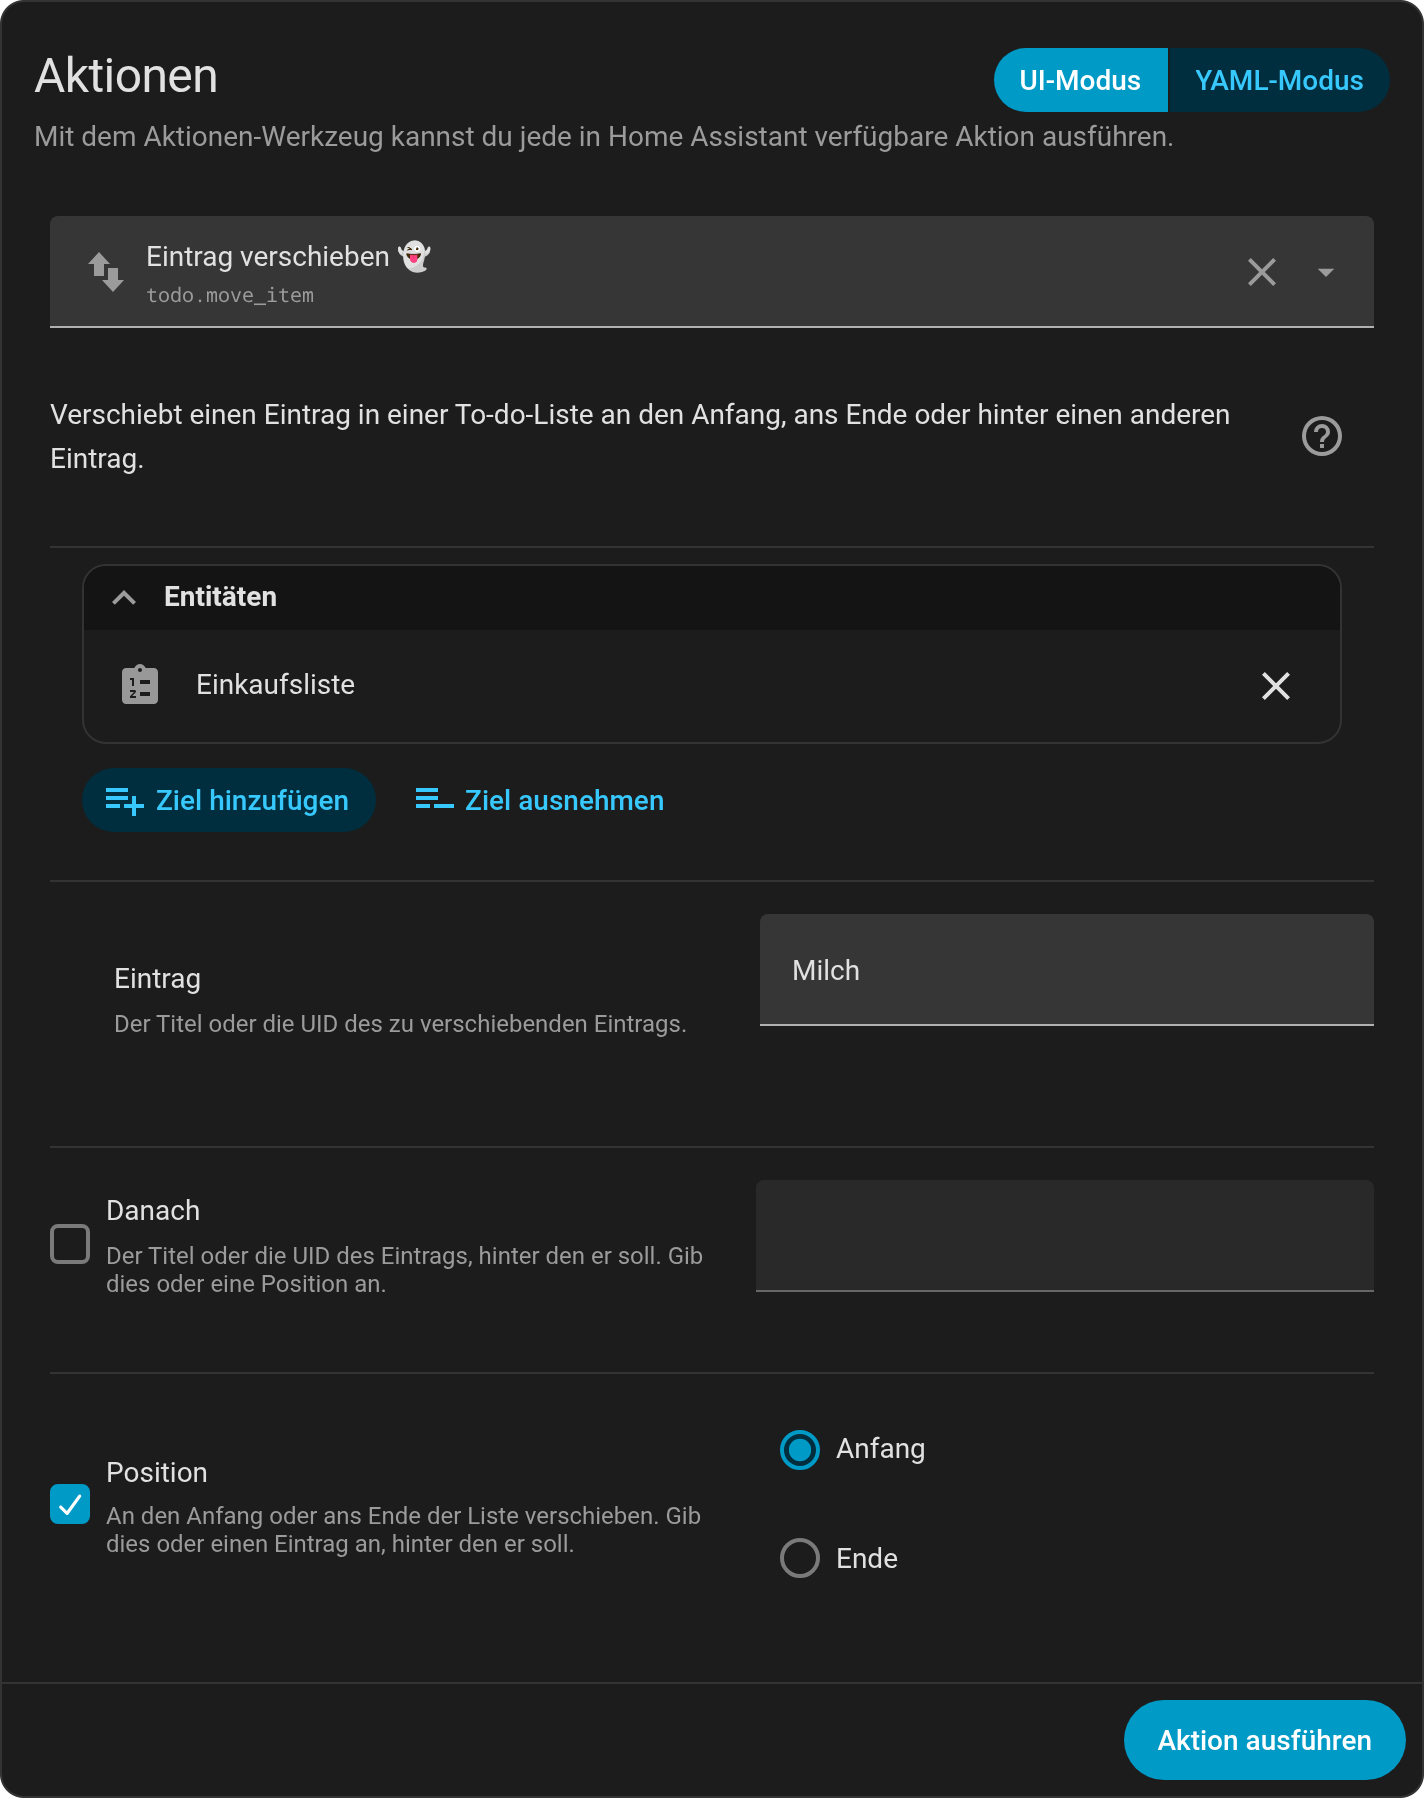 Aktionen
UI-Modus
YAML-Modus
Mit dem Aktionen-Werkzeug kannst du jede in Home Assistant verfügbare Aktion ausführen.
Eintrag verschieben 👻
todo.move_item
Verschiebt einen Eintrag in einer To-do-Liste an den Anfang, ans Ende oder hinter einen anderen
Eintrag.
Entitäten
Einkaufsliste
Ziel hinzufügen
Ziel ausnehmen
Eintrag
Der Titel oder die UID des zu verschiebenden Eintrags.
Milch
Danach
Der Titel oder die UID des Eintrags, hinter den er soll. Gib
dies oder eine Position an.
Position
An den Anfang oder ans Ende der Liste verschieben. Gib
dies oder einen Eintrag an, hinter den er soll.
Anfang
Ende
Aktion ausführen